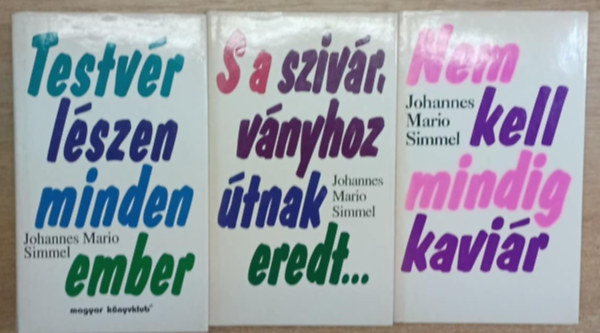 Testvér
lészen
minden
Johannes Mario
Simmel
ember
magyar könyvklub
S a szivár,
ványhoz
útnak
Johannes
Mario
Simmel
eredt...
Nem
Johannes
Mario
Simmel
kell
mindig
kaviár